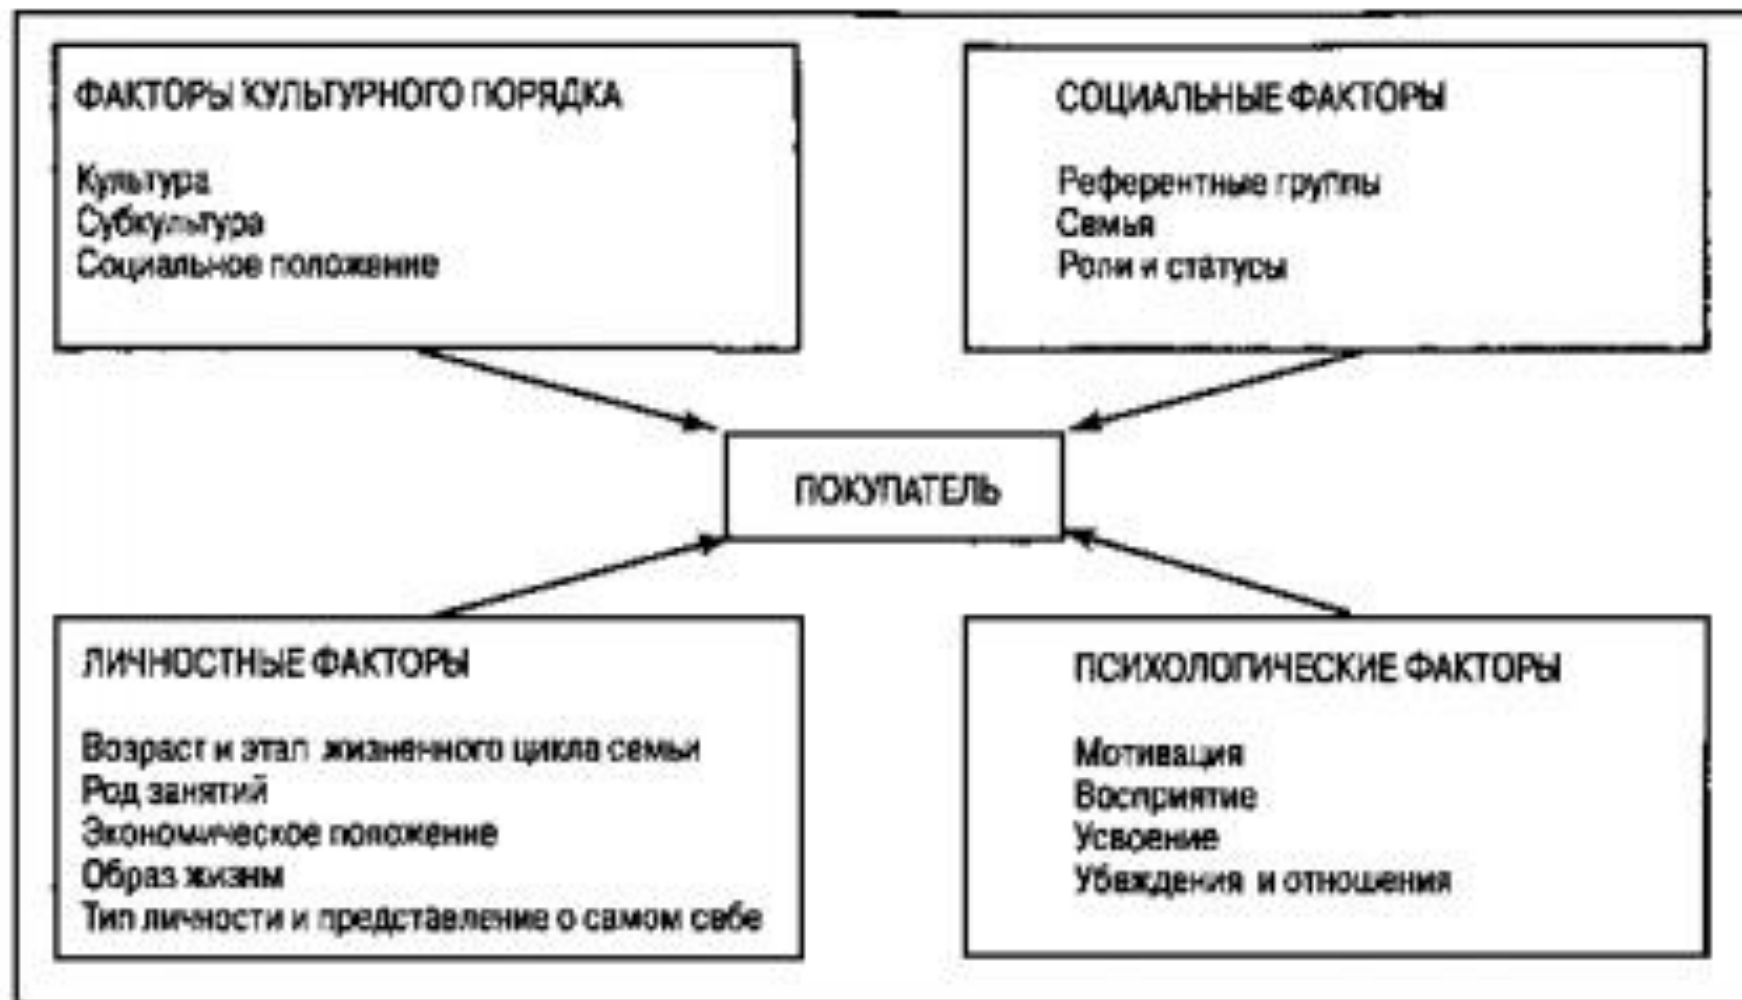 ФАКТОРЫ КУЛЬТУРНОГО ПОРЯДКА
Культура
Субкультура
Социальное положение
СОЦИАЛЬНЫЕ ФАКТОРЫ
Референтные группы
Семья
Роли и статусы
ПОКУПАТЕЛЬ
ЛИЧНОСТНЫЕ ФАКТОРЫ
Возраст и этап жизненного цикла семьи
Род занятий
Экономическое положение
Образ жизни
Тип личности и представление о самом себе
ПСИХОЛОГИЧЕСКИЕ ФАКТОРЫ
Мотивация
Восприятие
Усвоение
Убеждения и отношения